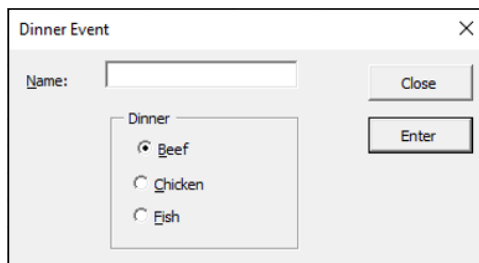 Dinner Event
Name:
Close
Dinner
Enter
Beef
Chicken
Fish